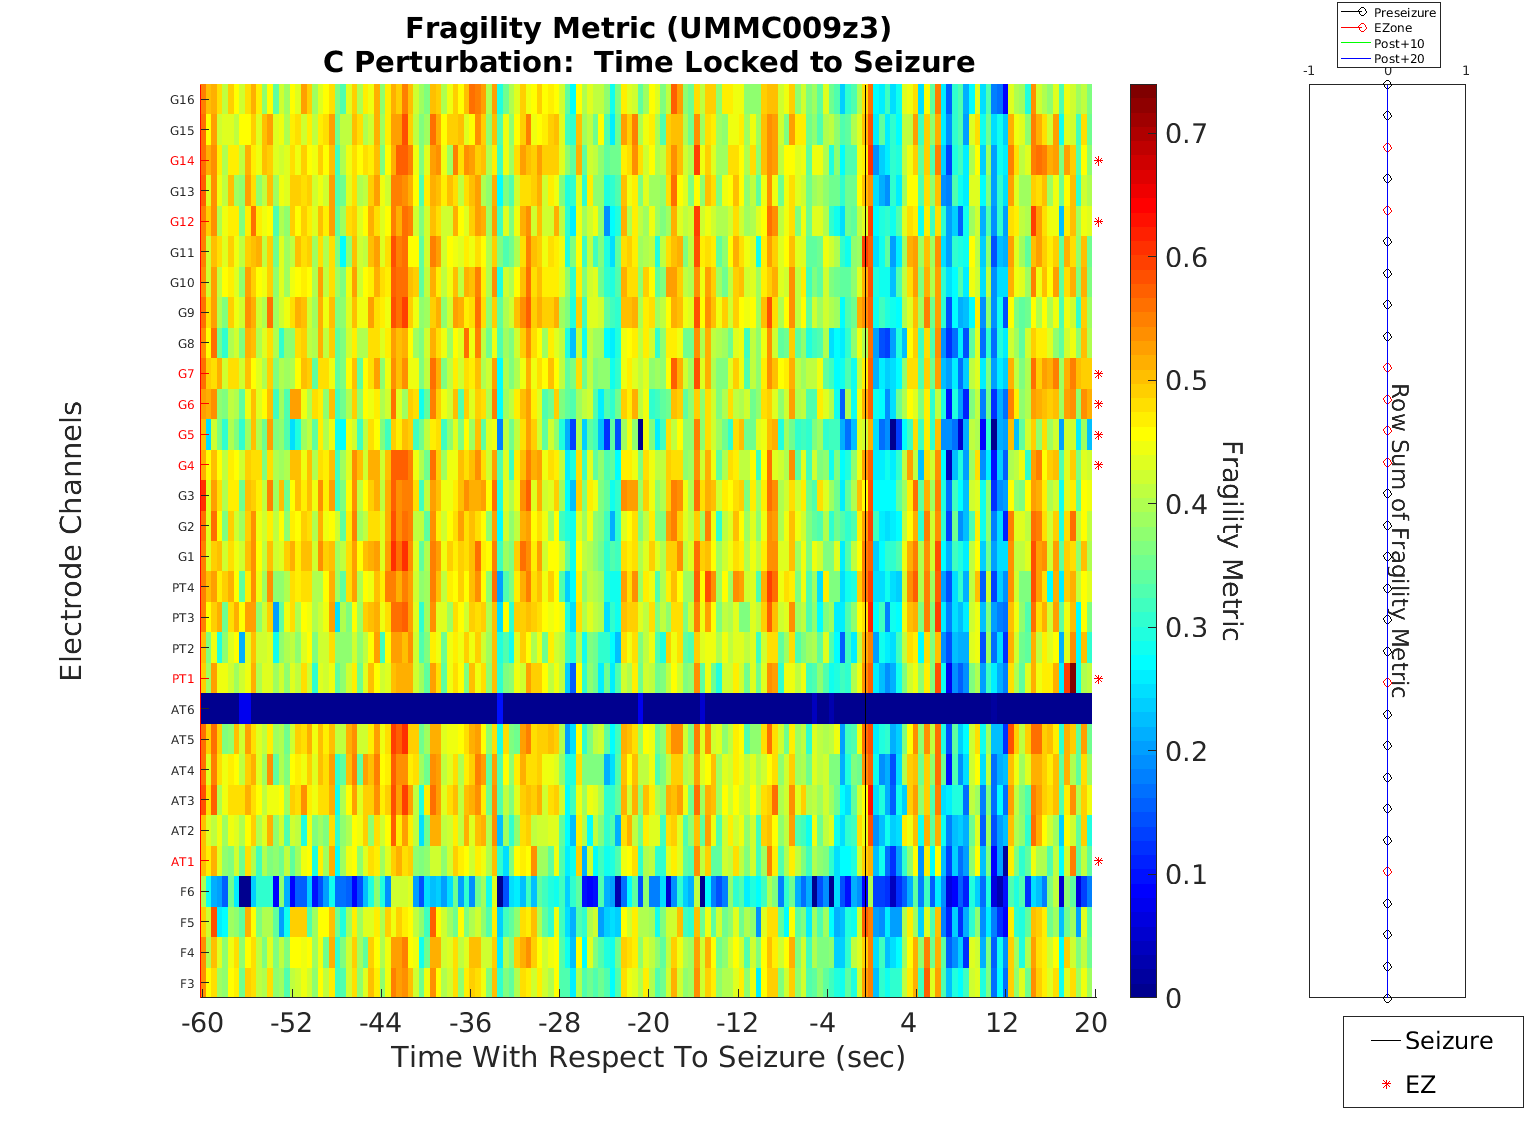 Fragility Metric (UMMC009z3)
C Perturbation:  Time Locked to Seizure
Electrode Channels
G16
G15
G14
G13
G12
G11
G10
G9
G8
G7
G6
G5
G4
G3
G2
G1
PT4
PT3
PT2
PT1
AT6
AT5
AT4
AT3
AT2
AT1
F6
F5
F4
F3
-60 -52 -44 -36 -28 -20 -12 -4 4 12 20
Time With Respect To Seizure (sec)
0.7
0.6
0.5
0.4
0.3
0.2
0.1
0
Fragility Metric
Preseizure
EZone
Post+10
Post+20
-1 0 1
Row Sum of Fragility Metric
Seizure
EZ